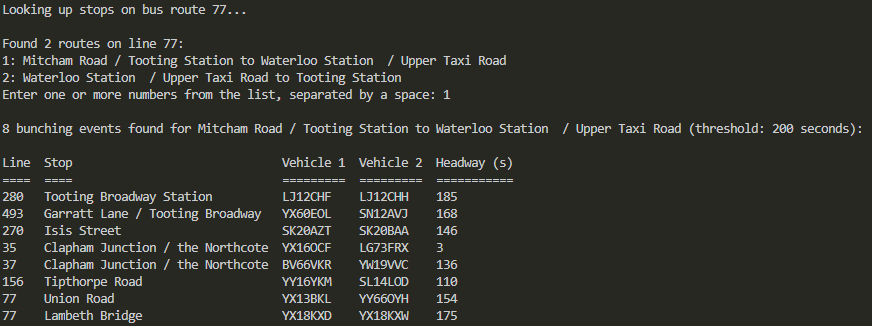 Looking up stops on bus route 77...
Found 2 routes on line 77:
1: Mitcham Road / Tooting Station to Waterloo Station  / Upper Taxi Road
2: Waterloo Station  / Upper Taxi Road to Tooting Station
Enter one or more numbers from the list, separated by a space: 1
8 bunching events found for Mitcham Road / Tooting Station to Waterloo Station  / Upper Taxi Road (threshold: 200 seconds):
Line  Stop                               Vehicle 1  Vehicle 2  Headway (s)
====  ====                               =========  =========  ===========
280   Tooting Broadway Station           LJ12CHF    LJ12CHH    185
493   Garratt Lane / Tooting Broadway    YX60EOL    SN12AVJ    168
270   Isis Street                        SK20AZT    SK20BAA    146
35    Clapham Junction / the Northcote   YX16OCF    LG73FRX    3
37    Clapham Junction / the Northcote   BV66VKR    YW19VVC    136
156   Tipthorpe Road                     YY16YKM    SL14LOD    110
77    Union Road                         YX13BKL    YY66OYH    154
77    Lambeth Bridge                     YX18KXD    YX18KXW    175